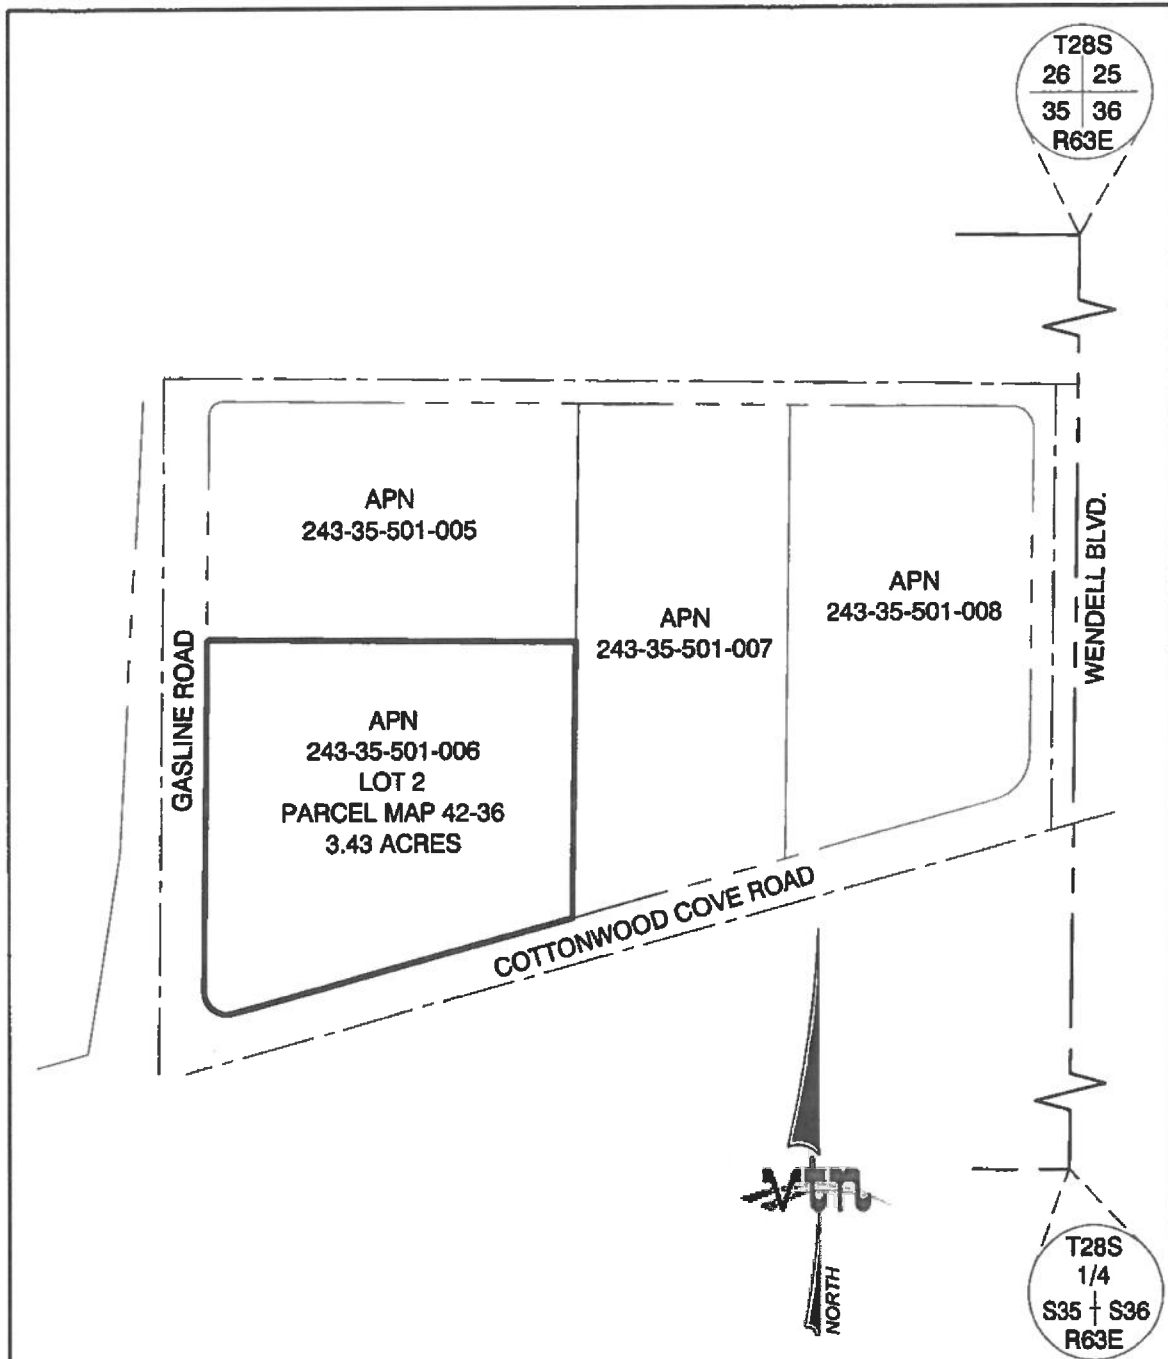 T28S
26 25
35 36
R63E
APN
243-35-501-005
APN
243-35-501-008
WENDELL BLVD.
APN
243-35-501-007
GASLINE ROAD
APN
243-35-501-006
LOT 2
PARCEL MAP 42-36
3.43 ACRES
COTTONWOOD COVE ROAD
VTN
NORTH
T28S
1/4
S35 S36
R63E